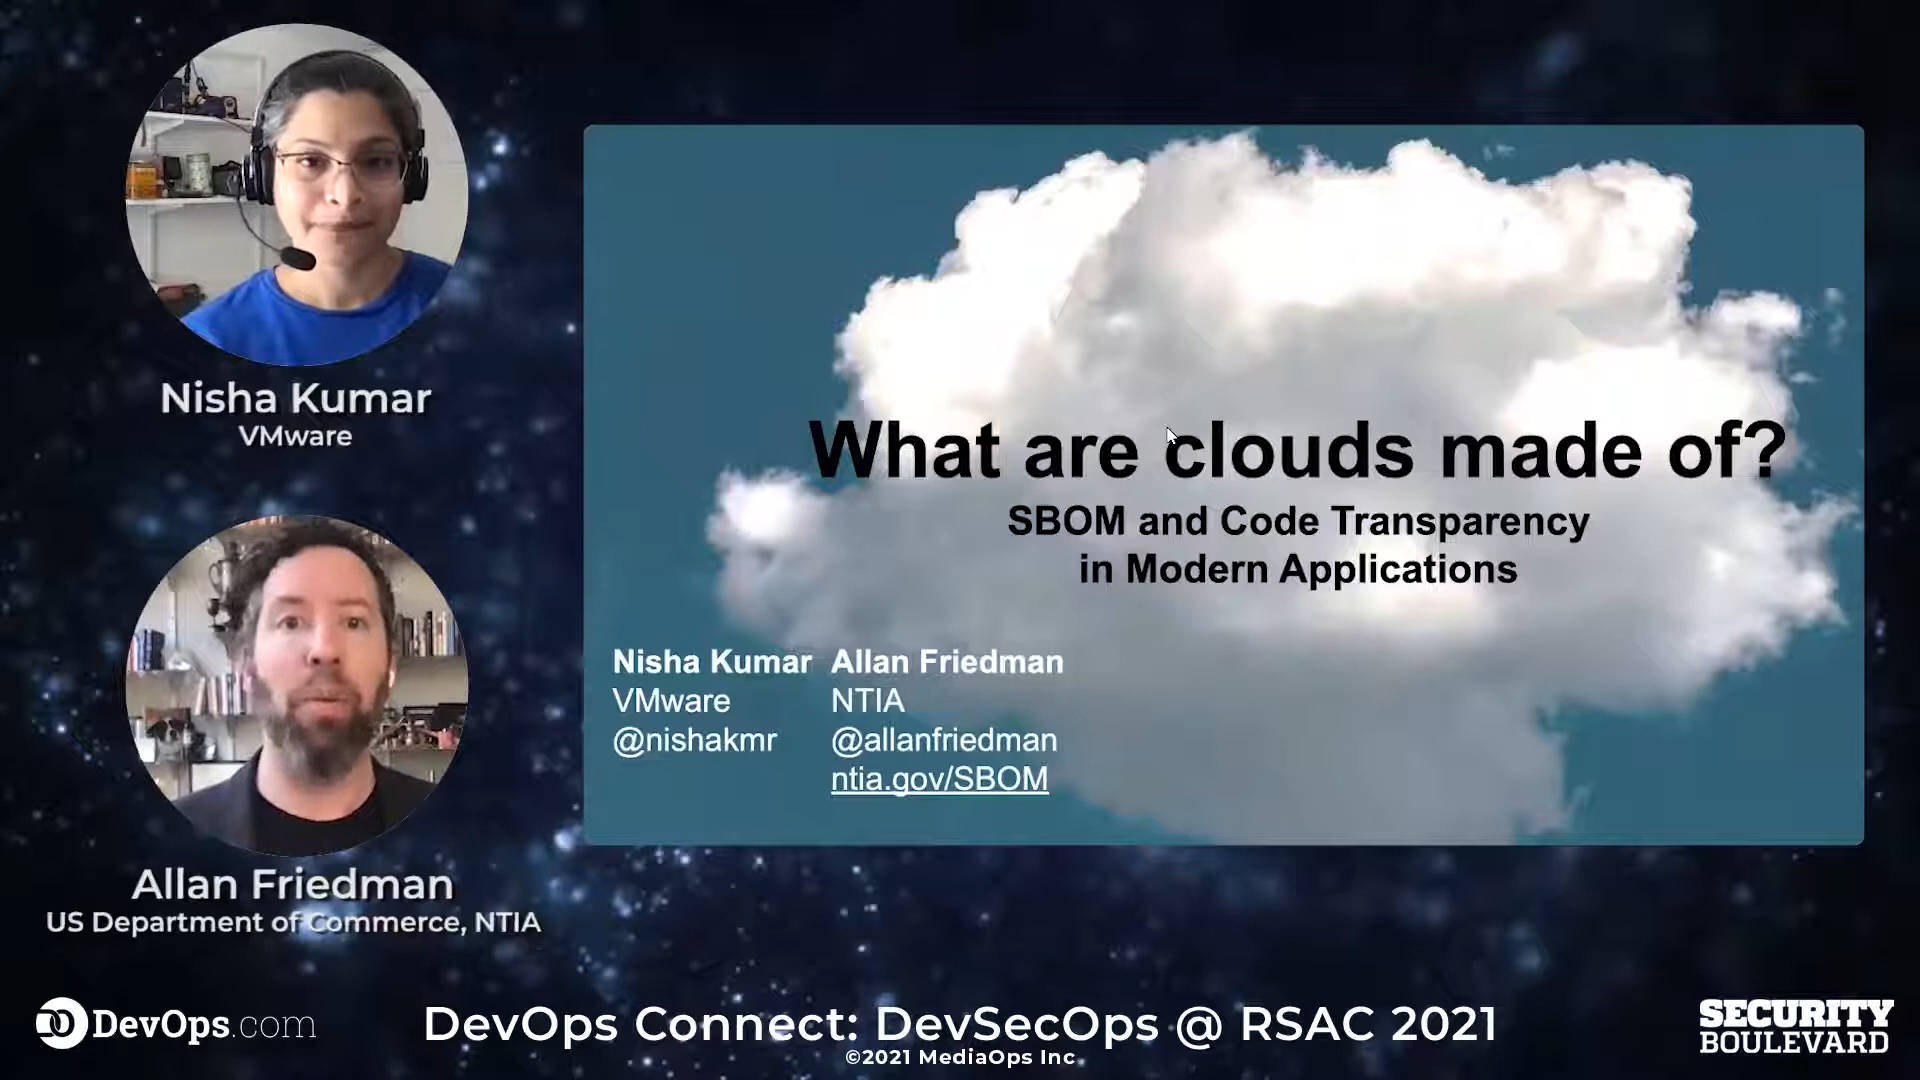 Nisha Kumar
VMware
Allan Friedman
US Department of Commerce, NTIA
What are clouds made of?
SBOM and Code Transparency
in Modern Applications
Nisha Kumar
VMware
@nishakmr
Allan Friedman
NTIA
@allanfriedman
ntia.gov/SBOM
DevOps.com
DevOps Connect: DevSecOps @ RSAC 2021
©2021 MediaOps Inc
SECURITY
BOULEVARD